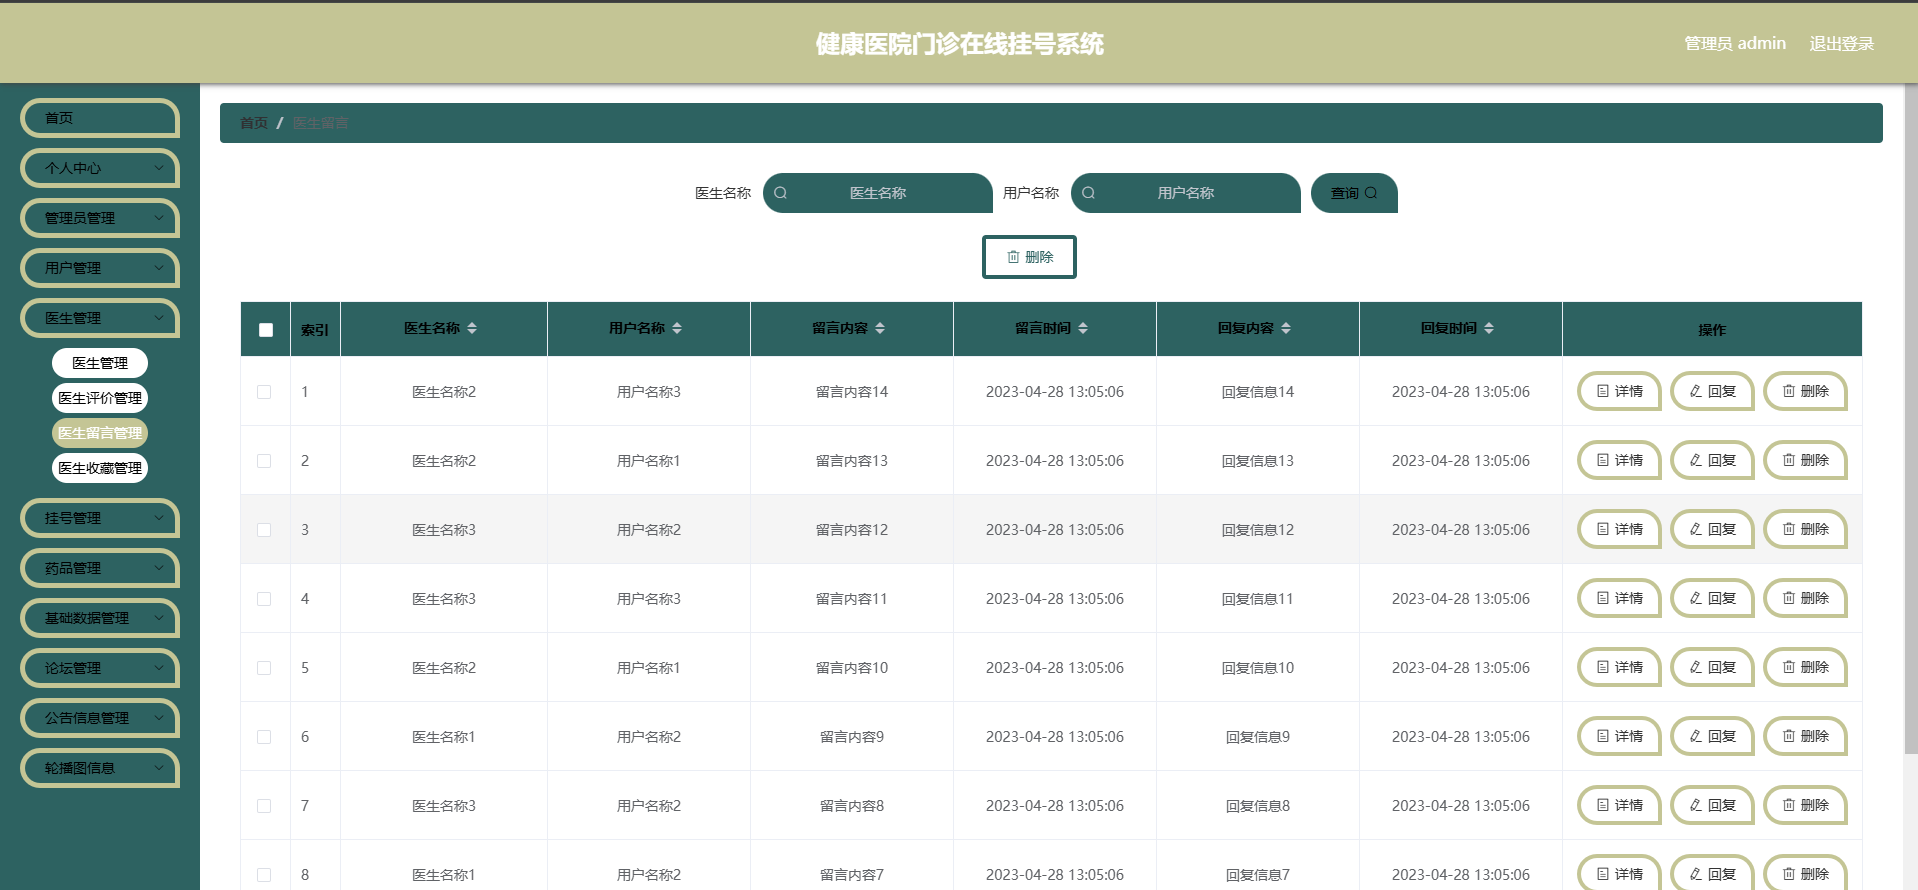 健康医院门诊在线挂号系统
管理员 admin 退出登录
首页
个人中心
管理员管理
用户管理
医生管理
医生管理
医生评价管理
医生留言管理
医生收藏管理
挂号管理
药品管理
基础数据管理
论坛管理
公告信息管理
轮播图信息
首页 / 医生留言
医生名称 医生名称 用户名称 用户名称 查询
删除
索引 医生名称 用户名称 留言内容 留言时间 回复内容 回复时间 操作
1 医生名称2 用户名称3 留言内容14 2023-04-28 13:05:06 回复信息14 2023-04-28 13:05:06 详情 回复 删除
2 医生名称2 用户名称1 留言内容13 2023-04-28 13:05:06 回复信息13 2023-04-28 13:05:06 详情 回复 删除
3 医生名称3 用户名称2 留言内容12 2023-04-28 13:05:06 回复信息12 2023-04-28 13:05:06 详情 回复 删除
4 医生名称3 用户名称3 留言内容11 2023-04-28 13:05:06 回复信息11 2023-04-28 13:05:06 详情 回复 删除
5 医生名称2 用户名称1 留言内容10 2023-04-28 13:05:06 回复信息10 2023-04-28 13:05:06 详情 回复 删除
6 医生名称1 用户名称2 留言内容9 2023-04-28 13:05:06 回复信息9 2023-04-28 13:05:06 详情 回复 删除
7 医生名称3 用户名称2 留言内容8 2023-04-28 13:05:06 回复信息8 2023-04-28 13:05:06 详情 回复 删除
8 医生名称1 用户名称2 留言内容7 2023-04-28 13:05:06 回复信息7 2023-04-28 13:05:06 详情 回复 删除